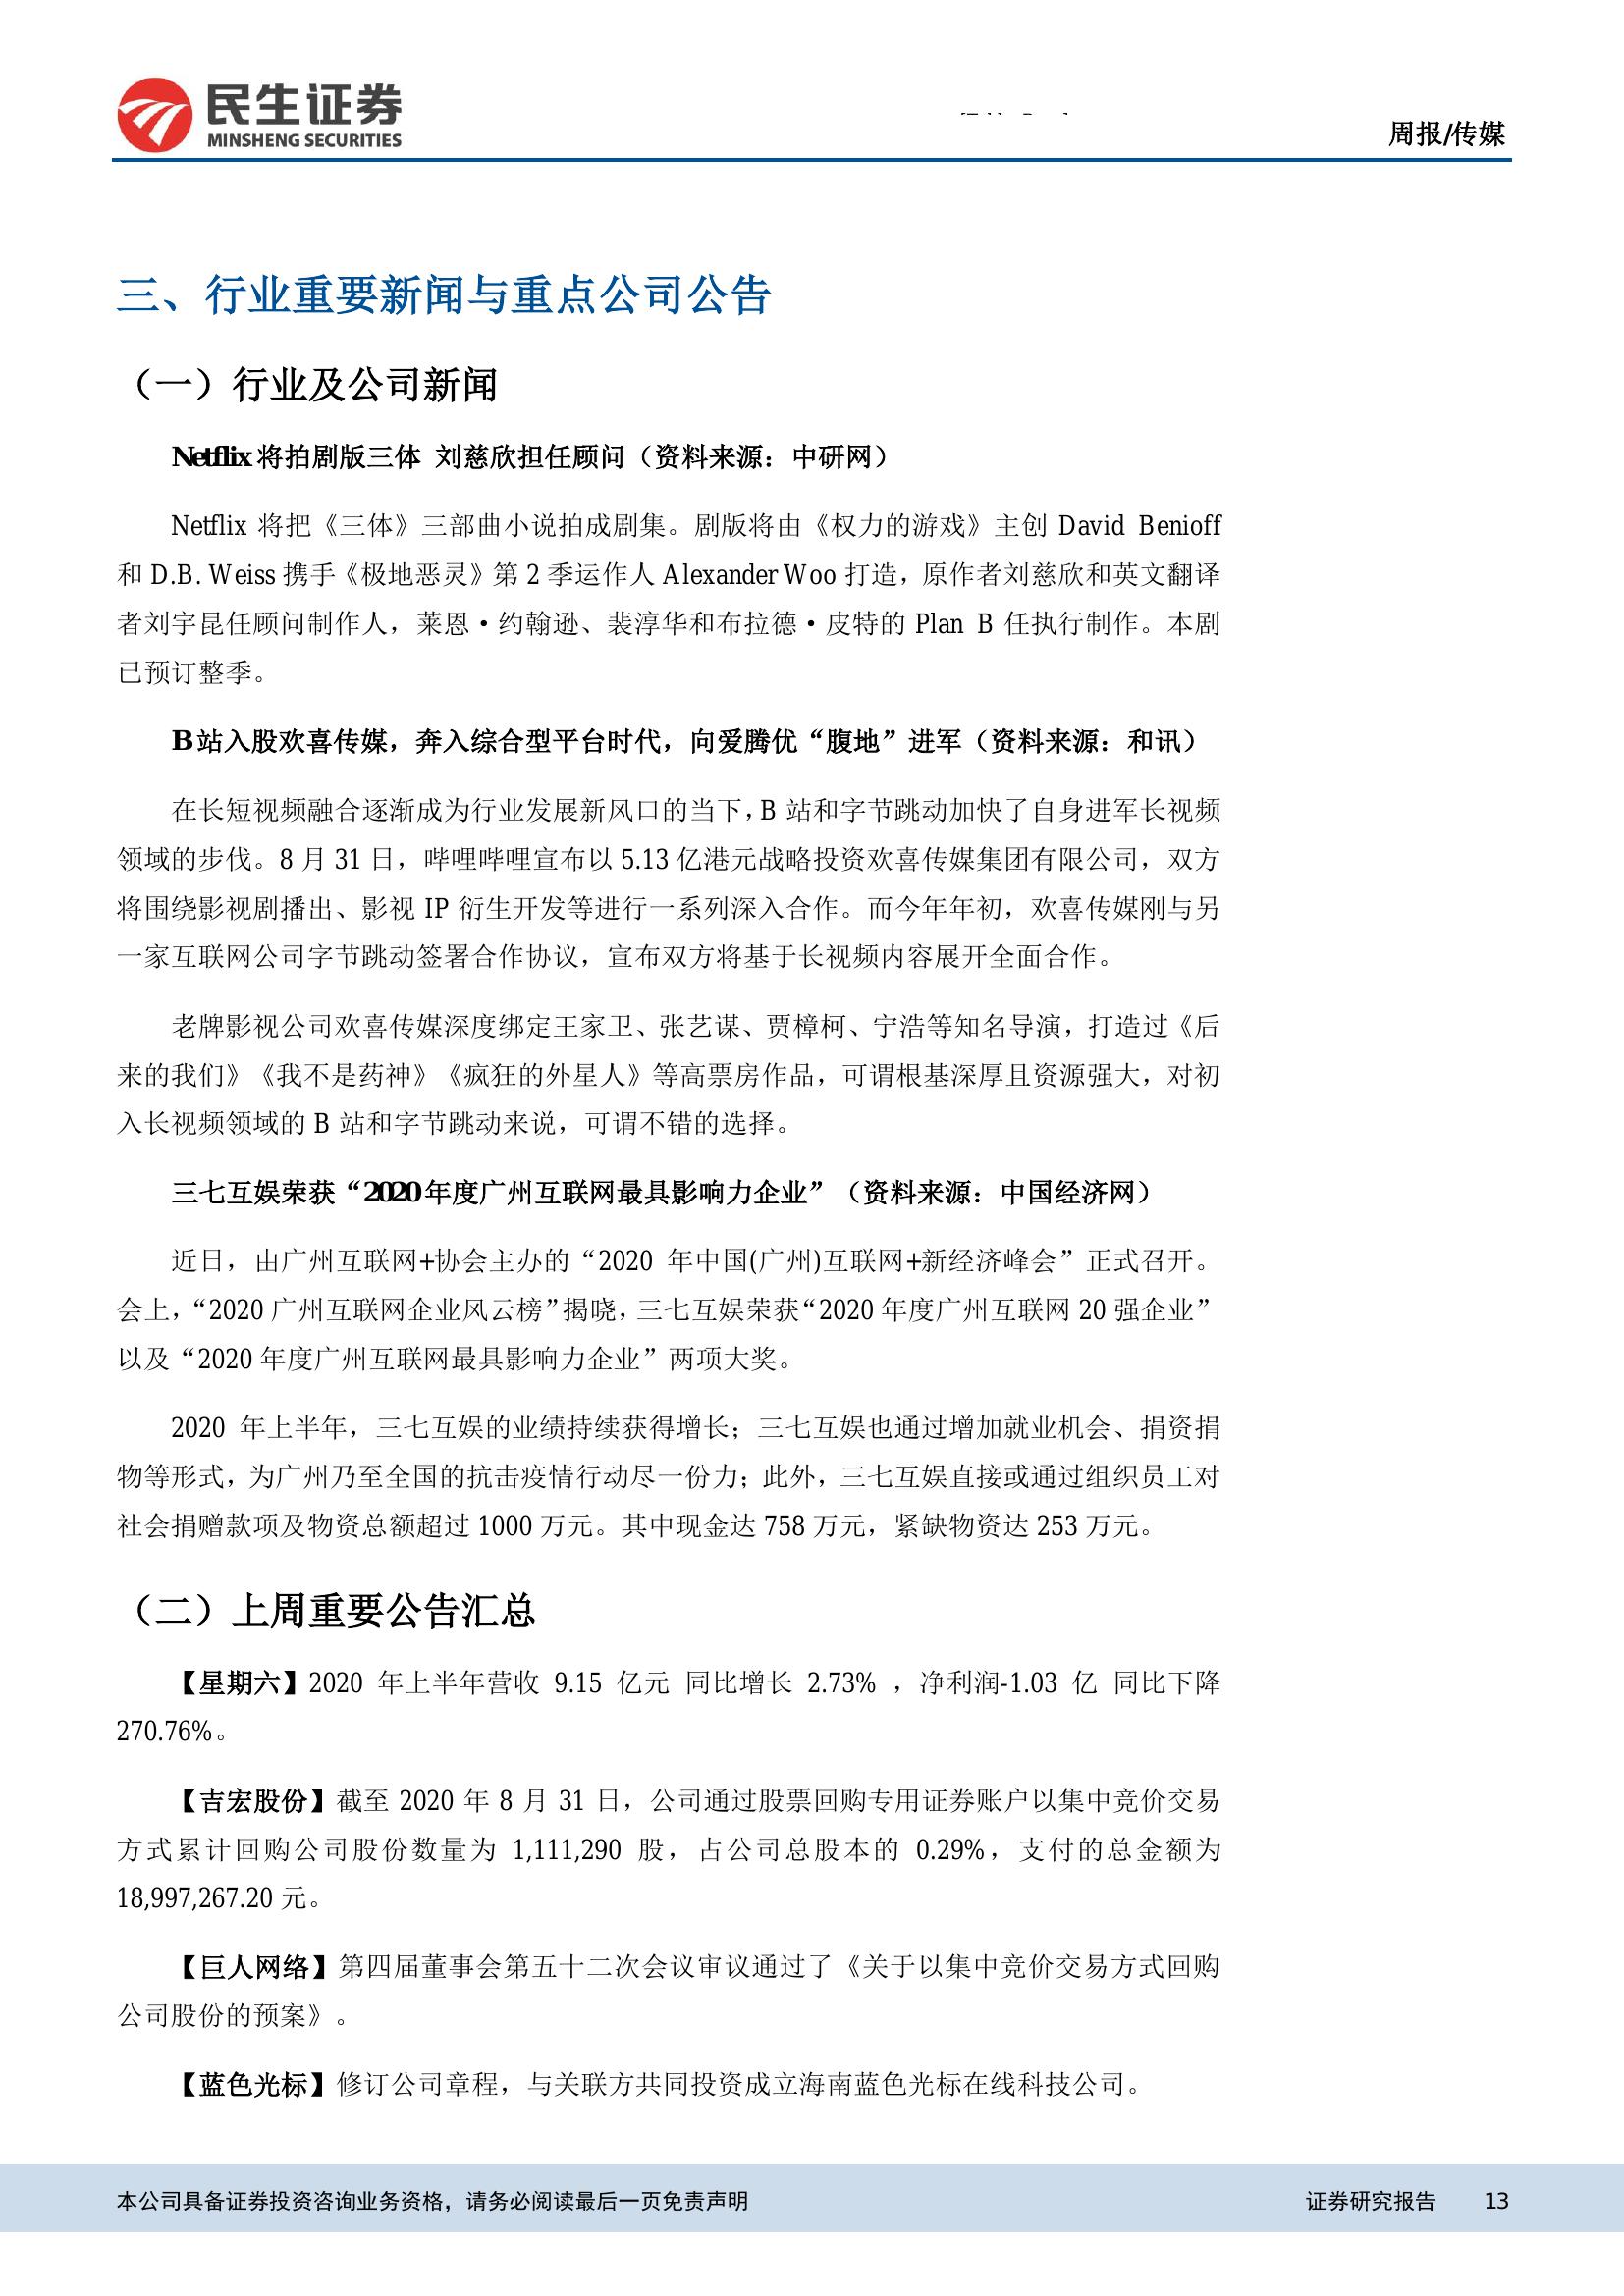 民生证券
MINSHENG SECURITIES
周报/传媒
三、行业重要新闻与重点公司公告
（一）行业及公司新闻
Netflix 将拍剧版三体 刘慈欣担任顾问（资料来源：中研网）
Netflix 将把《三体》三部曲小说拍成剧集。剧版将由《权力的游戏》主创 David Benioff
和 D.B. Weiss 携手《极地恶灵》第 2 季运作人 Alexander Woo 打造，原作者刘慈欣和英文翻译
者刘宇昆任顾问制作人，莱恩·约翰逊、裴淳华和布拉德·皮特的 Plan B 任执行制作。本剧
已预订整季。
B 站入股欢喜传媒，奔入综合型平台时代，向爱腾优“腹地”进军（资料来源：和讯）
在长短视频融合逐渐成为行业发展新风口的当下，B 站和字节跳动加快了自身进军长视频
领域的步伐。8 月 31 日，哔哩哔哩宣布以 5.13 亿港元战略投资欢喜传媒集团有限公司，双方
将围绕影视剧播出、影视 IP 衍生开发等进行一系列深入合作。而今年年初，欢喜传媒刚与另
一家互联网公司字节跳动签署合作协议，宣布双方将基于长视频内容展开全面合作。
老牌影视公司欢喜传媒深度绑定王家卫、张艺谋、贾樟柯、宁浩等知名导演，打造过《后
来的我们》《我不是药神》《疯狂的外星人》等高票房作品，可谓根基深厚且资源强大，对初
入长视频领域的 B 站和字节跳动来说，可谓不错的选择。
三七互娱荣获“2020 年度广州互联网最具影响力企业”（资料来源：中国经济网）
近日，由广州互联网+协会主办的“2020 年中国(广州)互联网+新经济峰会”正式召开。
会上，“2020 广州互联网企业风云榜”揭晓，三七互娱荣获“2020 年度广州互联网 20 强企业”
以及“2020 年度广州互联网最具影响力企业”两项大奖。
2020 年上半年，三七互娱的业绩持续获得增长；三七互娱也通过增加就业机会、捐资捐
物等形式，为广州乃至全国的抗击疫情行动尽一份力；此外，三七互娱直接或通过组织员工对
社会捐赠款项及物资总额超过 1000 万元。其中现金达 758 万元，紧缺物资达 253 万元。
（二）上周重要公告汇总
【星期六】2020 年上半年营收 9.15 亿元 同比增长 2.73% ，净利润-1.03 亿 同比下降
270.76%。
【吉宏股份】截至 2020 年 8 月 31 日，公司通过股票回购专用证券账户以集中竞价交易
方式累计回购公司股份数量为 1,111,290 股，占公司总股本的 0.29%，支付的总金额为
18,997,267.20 元。
【巨人网络】第四届董事会第五十二次会议审议通过了《关于以集中竞价交易方式回购
公司股份的预案》。
【蓝色光标】修订公司章程，与关联方共同投资成立海南蓝色光标在线科技公司。
本公司具备证券投资咨询业务资格，请务必阅读最后一页免责声明
证券研究报告 13